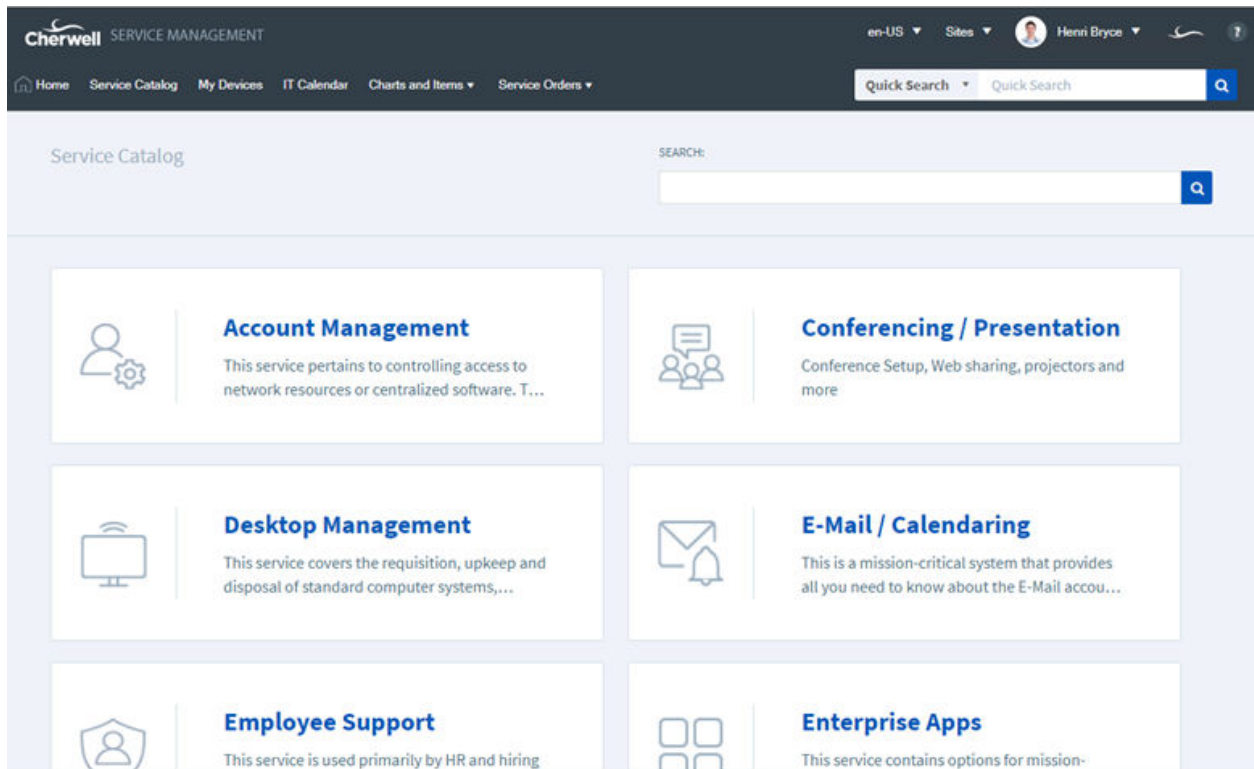 Cherwell SERVICE MANAGEMENT
en-US Sites Henri Bryce ?
Home Service Catalog My Devices IT Calendar Charts and Items Service Orders
Quick Search Quick Search
Service Catalog
SEARCH:
Account Management
This service pertains to controlling access to
network resources or centralized software. T...
Conferencing / Presentation
Conference Setup, Web sharing, projectors and
more
Desktop Management
This service covers the requisition, upkeep and
disposal of standard computer systems,...
E-Mail / Calendaring
This is a mission-critical system that provides
all you need to know about the E-Mail accou...
Employee Support
This service is used primarily by HR and hiring
Enterprise Apps
This service contains options for mission-